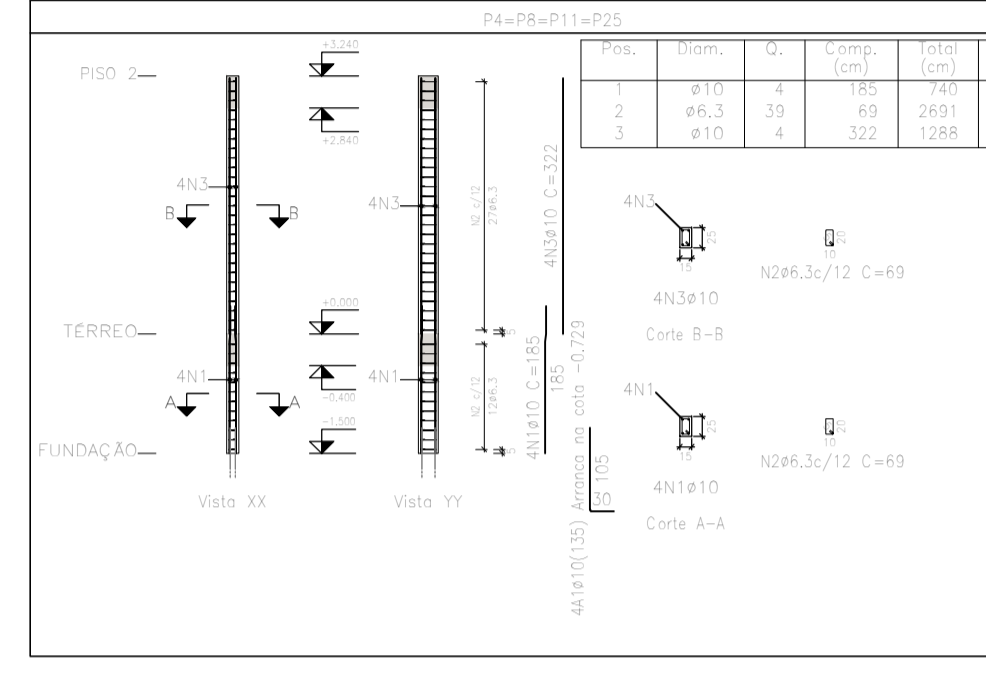 P4=P8=P11=P25
Pos. Diam. Q. Comp. (cm) Total (cm)
1 ø10 4 185 740
2 ø6.3 39 69 2691
3 ø10 4 322 1288
PISO 2
+3.240
+2.840
4N3
B B
4N3
N2 c/12
27ø6.3
4N3ø10 C=322
TÉRREO
+0.000
5
4N1
A A
-0.400
-1.500
4N1
N2 c/12
12ø6.3
5
4N1ø10 C=185
185
FUNDAÇÃO
Vista XX
Vista YY
4A1ø10(135) Arranca na cota -0.729
105
30
4N3
25
15
4N3ø10
Corte B-B
20
10
N2ø6.3c/12 C=69
4N1
25
15
4N1ø10
Corte A-A
20
10
N2ø6.3c/12 C=69